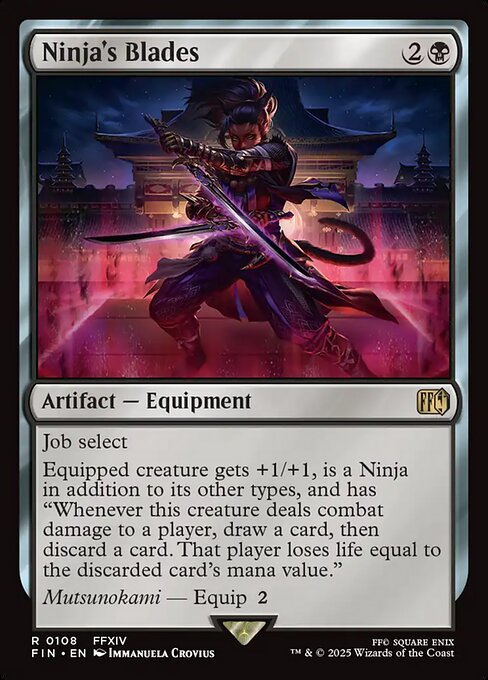 Ninja's Blades 2
Artifact — Equipment FF
Job select
Equipped creature gets +1/+1, is a Ninja
in addition to its other types, and has
“Whenever this creature deals combat
damage to a player, draw a card, then
discard a card. That player loses life equal to
the discarded card's mana value.”
Mutsunokami — Equip 2
R 0108 FFXIV
FIN • EN Immanuela Crovius
FF© SQUARE ENIX
™ & © 2025 Wizards of the Coast